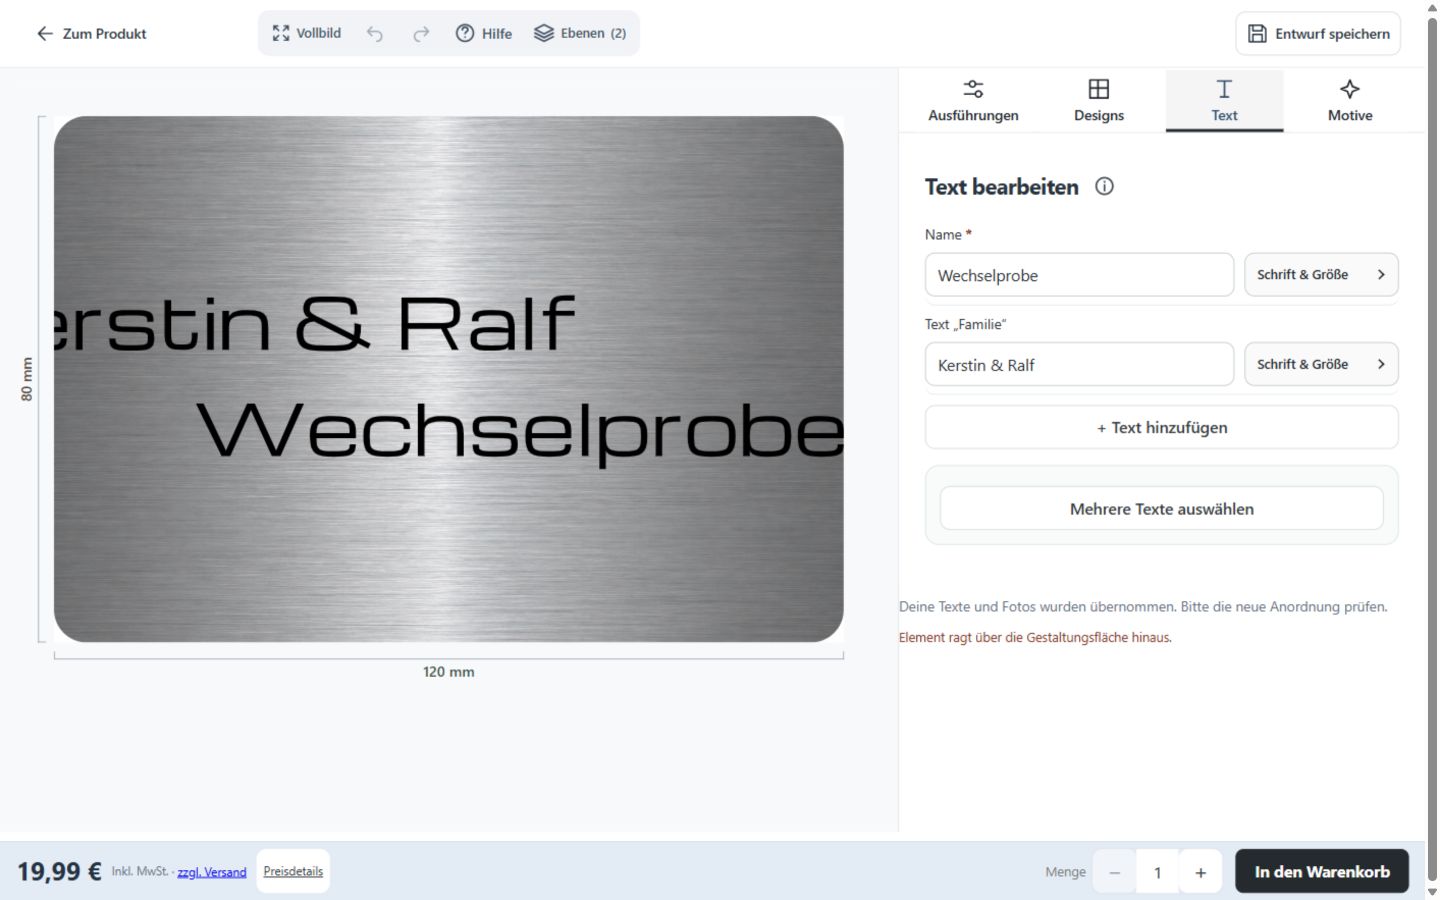 Zum Produkt
Vollbild
Hilfe
Ebenen (2)
Entwurf speichern
Ausführungen
Designs
Text
Motive
80 mm
erstin & Ralf
Wechselprobe
120 mm
Text bearbeiten
Name *
Wechselprobe
Schrift & Größe
Text „Familie“
Kerstin & Ralf
Schrift & Größe
+ Text hinzufügen
Mehrere Texte auswählen
Deine Texte und Fotos wurden übernommen. Bitte die neue Anordnung prüfen.
Element ragt über die Gestaltungsfläche hinaus.
19,99 € Inkl. MwSt. · zzgl. Versand
Preisdetails
Menge
− 1 +
In den Warenkorb